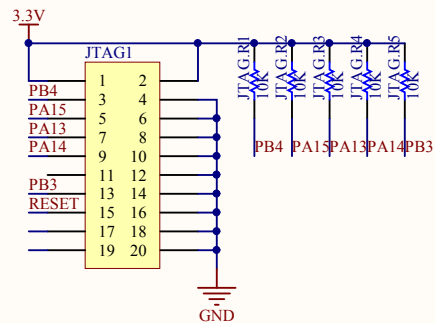 3.3V
JTAG1
1 2
PB4 3 4
PA15 5 6
PA13 7 8
PA14 9 10
11 12
PB3 13 14
RESET 15 16
17 18
19 20
GND
JTAG.R1
10K
JTAG.R2
10K
JTAG.R3
10K
JTAG.R4
10K
JTAG.R5
10K
PB4 PA15 PA13 PA14 PB3